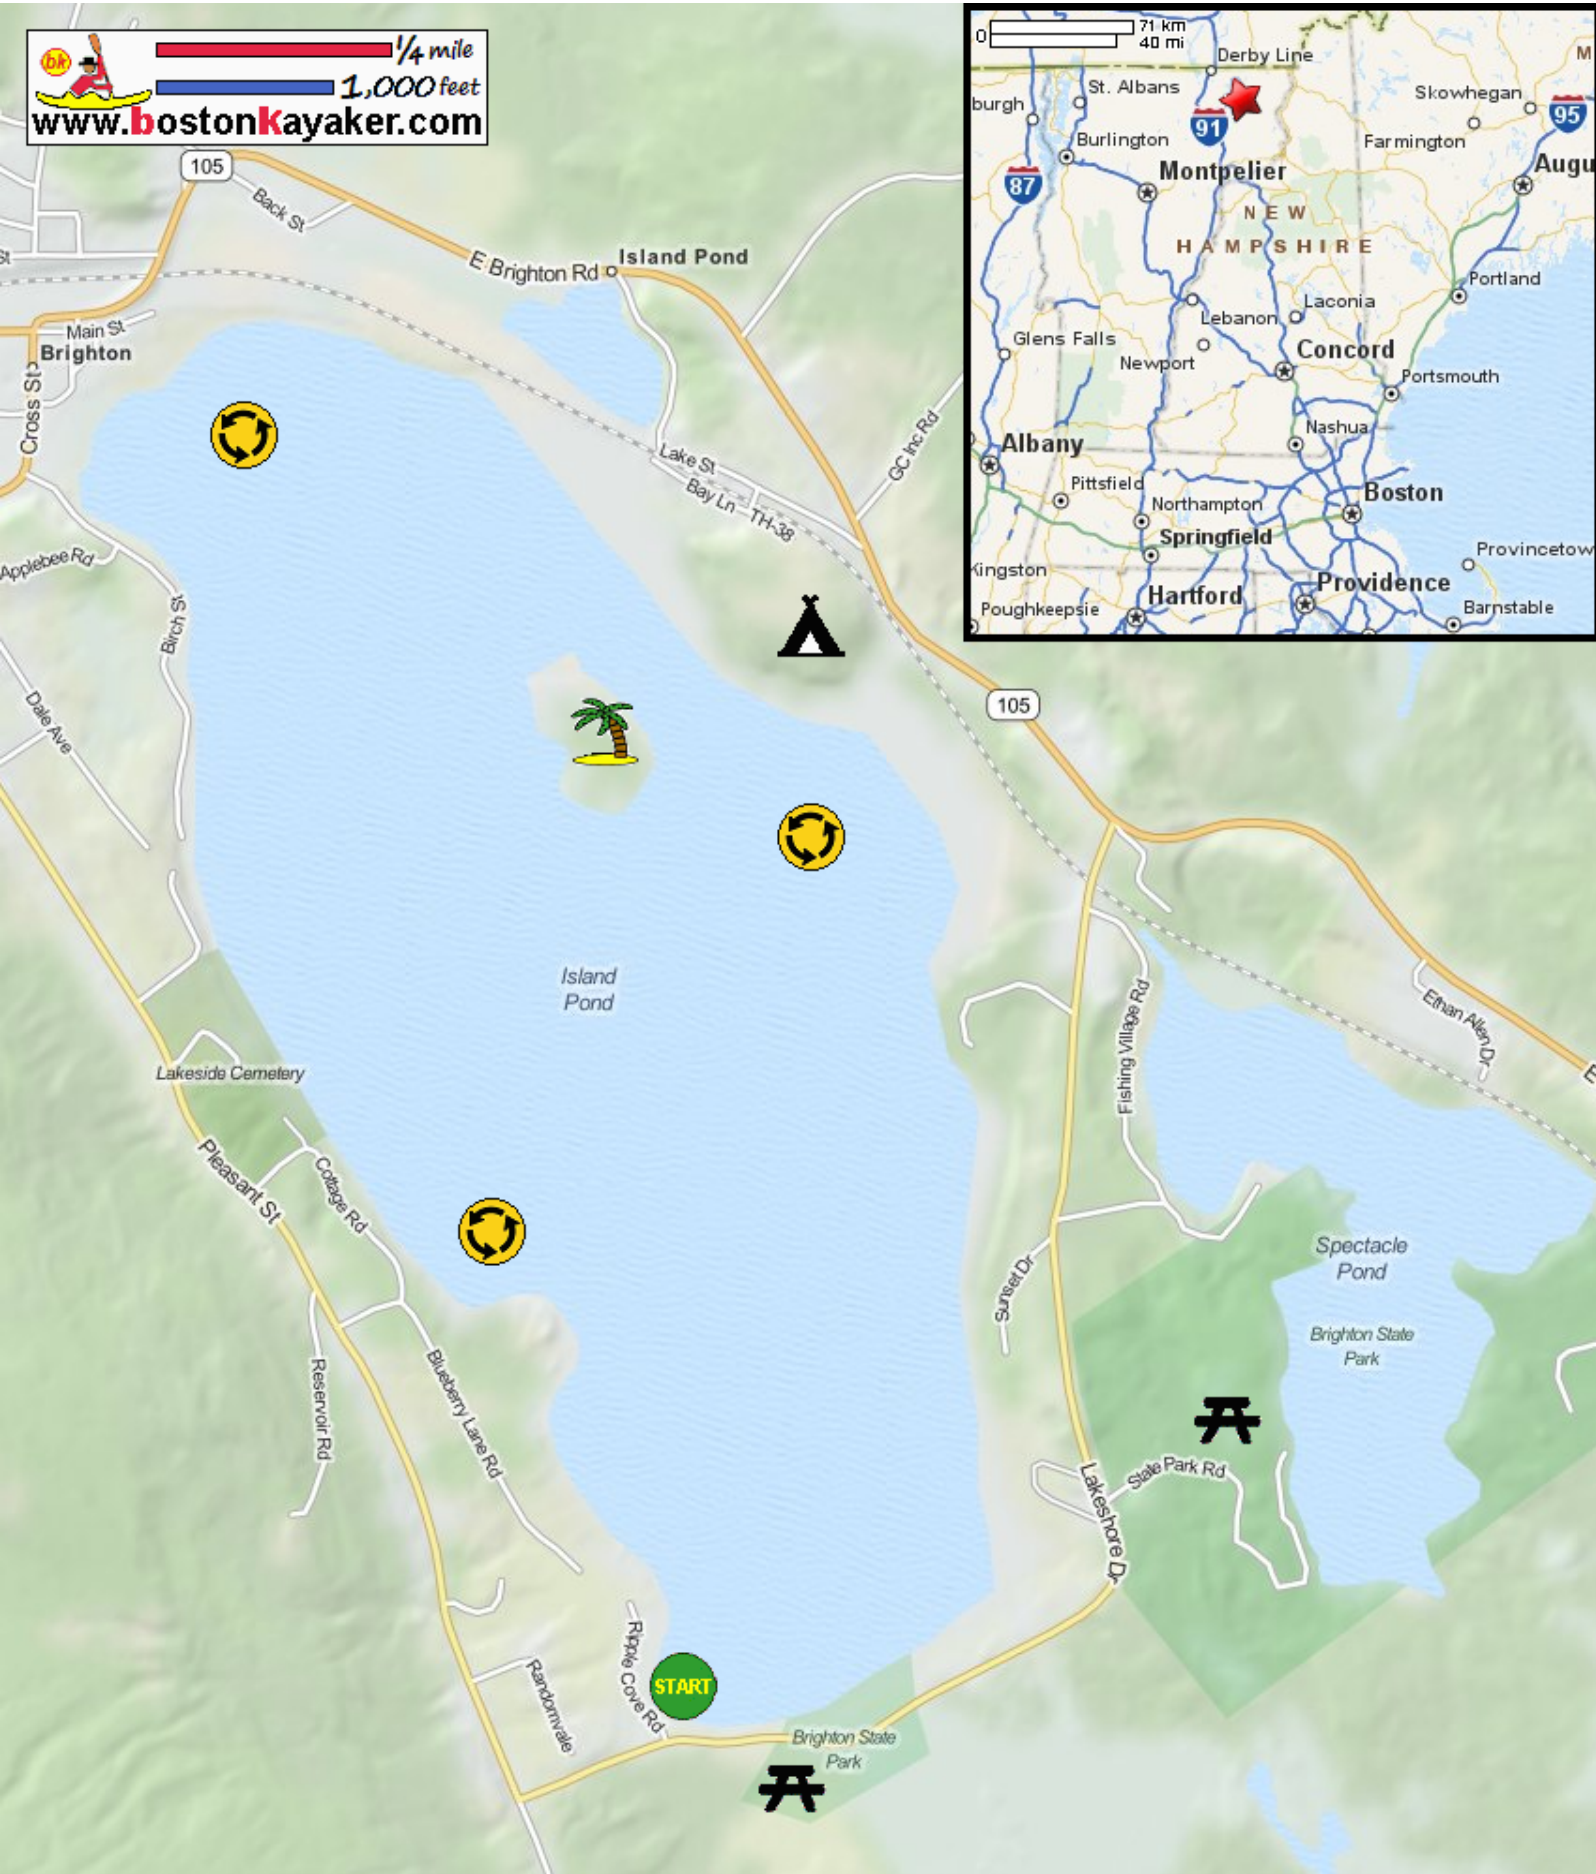 bk
1/4 mile
1,000 feet
www.bostonkayaker.com
0
71 km
40 mi
Derby Line
M
St. Albans
Skowhegan
burgh
91
95
Farmington
Burlington
Montpelier
Augu
87
NEW
HAMPSHIRE
Portland
Laconia
Lebanon
Glens Falls
Newport
Concord
Portsmouth
Nashua
Albany
Pittsfield
Boston
Northampton
Springfield
Provincetow
Kingston
Hartford
Providence
Poughkeepsie
Barnstable
105
Back St
E Brighton Rd
Island Pond
St
Main St
Brighton
Cross St
GC Inc Rd
Lake St
Bay Ln
TH-38
Applebee Rd
Birch St
Dale Ave
105
Island
Pond
Fishing Village Rd
Ethan Allen Dr
E
Lakeside Cemetery
Pleasant St
Cottage Rd
Sunset Dr
Spectacle
Pond
Brighton State
Park
Reservoir Rd
Blueberry Lane Rd
State Park Rd
Lakeshore Dr
Ripple Cove Rd
START
Randomvale
Brighton State
Park